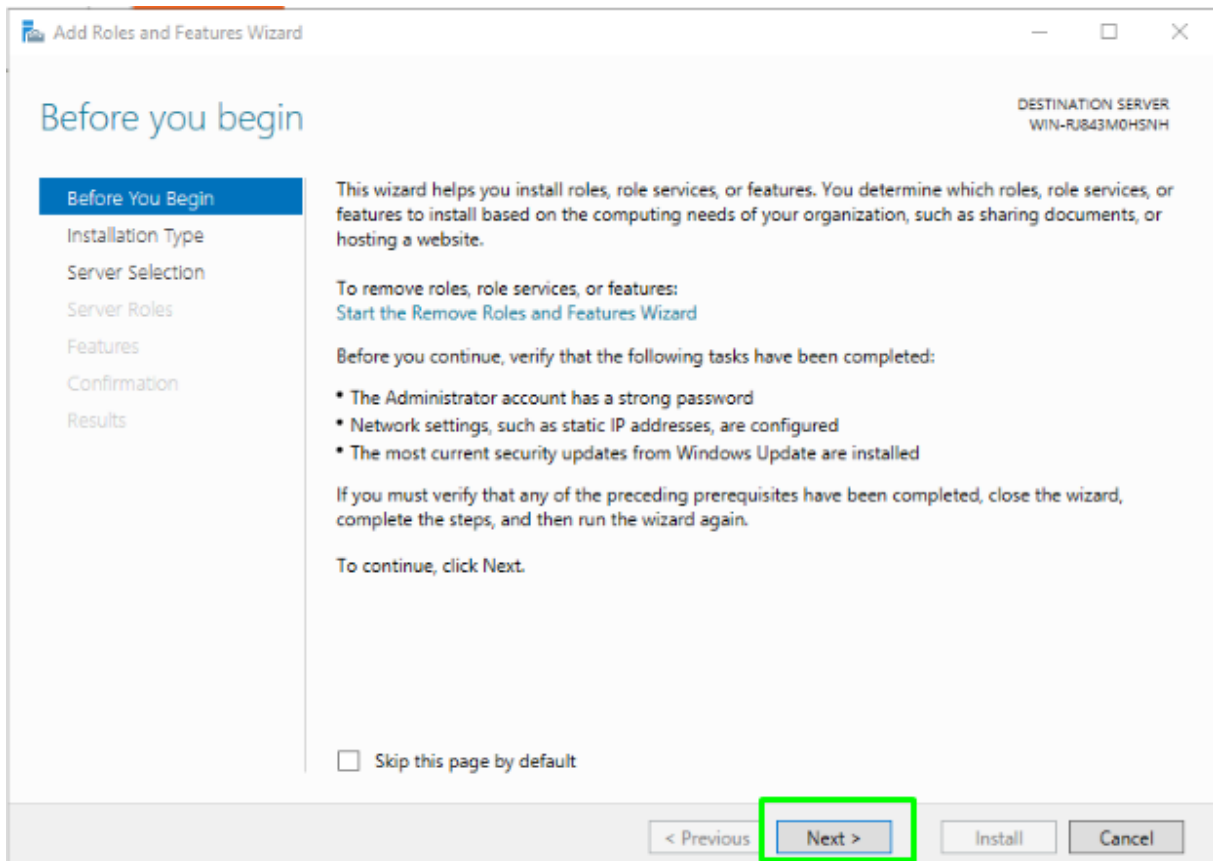 Add Roles and Features Wizard
Before you begin
DESTINATION SERVER
WIN-RJ843M0HSNH
Before You Begin
Installation Type
Server Selection
Server Roles
Features
Confirmation
Results
This wizard helps you install roles, role services, or features. You determine which roles, role services, or
features to install based on the computing needs of your organization, such as sharing documents, or
hosting a website.
To remove roles, role services, or features:
Start the Remove Roles and Features Wizard
Before you continue, verify that the following tasks have been completed:
• The Administrator account has a strong password
• Network settings, such as static IP addresses, are configured
• The most current security updates from Windows Update are installed
If you must verify that any of the preceding prerequisites have been completed, close the wizard,
complete the steps, and then run the wizard again.
To continue, click Next.
Skip this page by default
< Previous
Next >
Install
Cancel